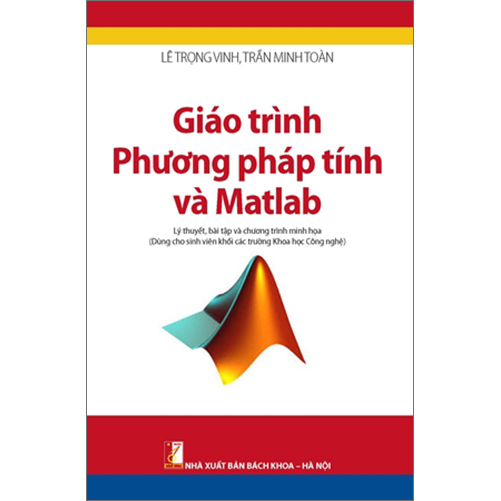 LÊ TRỌNG VINH, TRẦN MINH TOÀN
Giáo trình
Phương pháp tính
và Matlab
Lý thuyết, bài tập và chương trình minh họa
(Dùng cho sinh viên khối các trường Khoa học Công nghệ)
NHÀ XUẤT BẢN BÁCH KHOA – HÀ NỘI